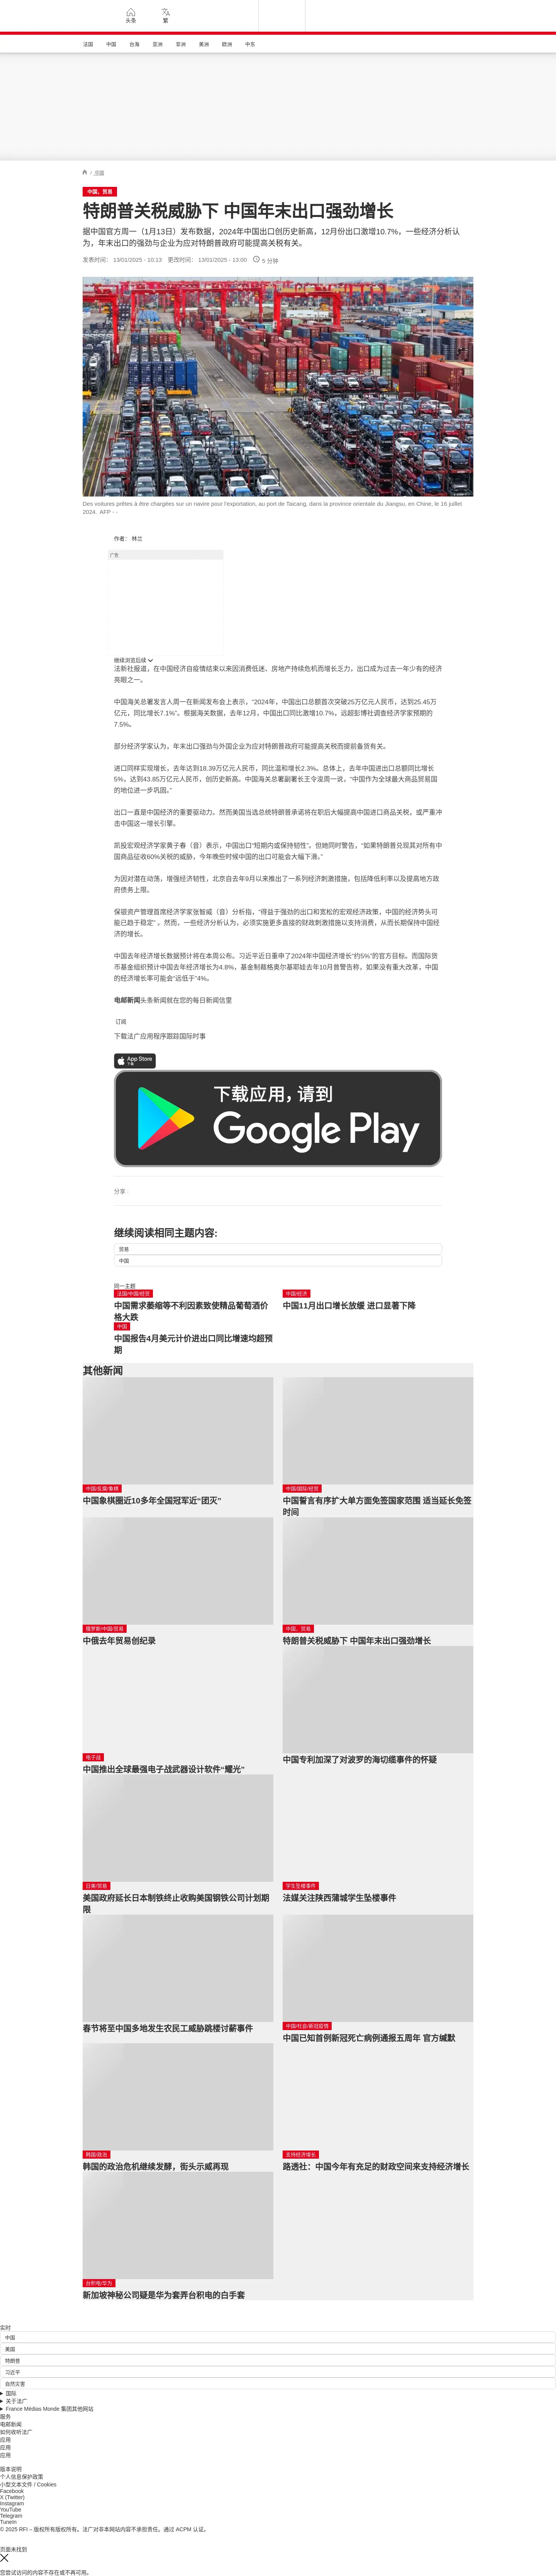 头条
繁
法国
中国
台海
亚洲
非洲
美洲
欧洲
中东
/ 中国
中国，贸易
特朗普关税威胁下 中国年末出口强劲增长
据中国官方周一（1月13日）发布数据，2024年中国出口创历史新高，12月份出口激增10.7%，一些经济分析认
为，年末出口的强劲与企业为应对特朗普政府可能提高关税有关。
发表时间： 13/01/2025 - 10:13 更改时间： 13/01/2025 - 13:00 5 分钟
Des voitures prêtes à être chargées sur un navire pour l'exportation, au port de Taicang, dans la province orientale du Jiangsu, en Chine, le 16 juillet
2024. AFP - -
作者： 林兰
广告
继续浏览后续
法新社报道，在中国经济自疫情结束以来因消费低迷、房地产持续危机而增长乏力，出口成为过去一年少有的经济
亮眼之一。
中国海关总署发言人周一在新闻发布会上表示，“2024年，中国出口总额首次突破25万亿元人民币，达到25.45万
亿元，同比增长7.1%”。根据海关数据，去年12月，中国出口同比激增10.7%，远超彭博社调查经济学家预期的
7.5%。
部分经济学家认为，年末出口强劲与外国企业为应对特朗普政府可能提高关税而提前备货有关。
进口同样实现增长，去年达到18.39万亿元人民币，同比温和增长2.3%。总体上，去年中国进出口总额同比增长
5%，达到43.85万亿元人民币，创历史新高。中国海关总署副署长王令浚周一说，“中国作为全球最大商品贸易国
的地位进一步巩固。”
出口一直是中国经济的重要驱动力。然而美国当选总统特朗普承诺将在职后大幅提高中国进口商品关税，或严重冲
击中国这一增长引擎。
凯投宏观经济学家黄子春（音）表示，中国出口“短期内或保持韧性”。但她同时警告，“如果特朗普兑现其对所有中
国商品征收60%关税的威胁，今年晚些时候中国的出口可能会大幅下滑。”
为因对潜在动荡，增强经济韧性，北京自去年9月以来推出了一系列经济刺激措施，包括降低利率以及提高地方政
府债务上限。
保银资产管理首席经济学家张智威（音）分析指，“得益于强劲的出口和宽松的宏观经济政策，中国的经济势头可
能已趋于稳定” 。然而，一些经济分析认为，必须实施更多直接的财政刺激措施以支持消费，从而长期保持中国经
济的增长。
中国去年经济增长数据预计将在本周公布。习近平近日重申了2024年中国经济增长“约5%”的官方目标。而国际货
币基金组织预计中国去年经济增长为4.8%，基金制裁格奥尔基耶娃去年10月曾警告称，如果没有重大改革，中国
的经济增长率可能会“远低于”4%。
电邮新闻头条新闻就在您的每日新闻信里
订阅
下载法广应用程序跟踪国际时事
App Store
下载
下载应用，请到
Google Play
分享 :
继续阅读相同主题内容:
贸易
中国
同一主题
法国/中国/经贸
中国需求萎缩等不利因素致使精品葡萄酒价
格大跌
中国/经济
中国11月出口增长放缓 进口显著下降
中国
中国报告4月美元计价进出口同比增速均超预
期
其他新闻
中国/反腐/象棋
中国象棋圈近10多年全国冠军近“团灭”
中国/国际/经贸
中国誓言有序扩大单方面免签国家范围 适当延长免签
时间
俄罗斯/中国/贸易
中俄去年贸易创纪录
中国，贸易
特朗普关税威胁下 中国年末出口强劲增长
电子战
中国推出全球最强电子战武器设计软件“耀光”
中国专利加深了对波罗的海切缆事件的怀疑
日美/贸易
美国政府延长日本制铁终止收购美国钢铁公司计划期
限
学生坠楼事件
法媒关注陕西蒲城学生坠楼事件
春节将至中国多地发生农民工威胁跳楼讨薪事件
中国/社会/新冠疫情
中国已知首例新冠死亡病例通报五周年 官方缄默
韩国/政治
韩国的政治危机继续发酵，街头示威再现
支持经济增长
路透社：中国今年有充足的财政空间来支持经济增长
台积电/华为
新加坡神秘公司疑是华为套弄台积电的白手套
实时
中国
美国
特朗普
习近平
自然灾害
国际
关于法广
France Médias Monde 集团其他网站
服务
电邮新闻
如何收听法广
应用
应用
应用
版本说明
个人信息保护政策
小型文本文件 / Cookies
Facebook
X (Twitter)
Instagram
YouTube
Telegram
TuneIn
© 2025 RFI – 版权所有版权所有。法广对非本网站内容不承担责任。通过 ACPM 认证。
页面未找到
您尝试访问的内容不存在或不再可用。